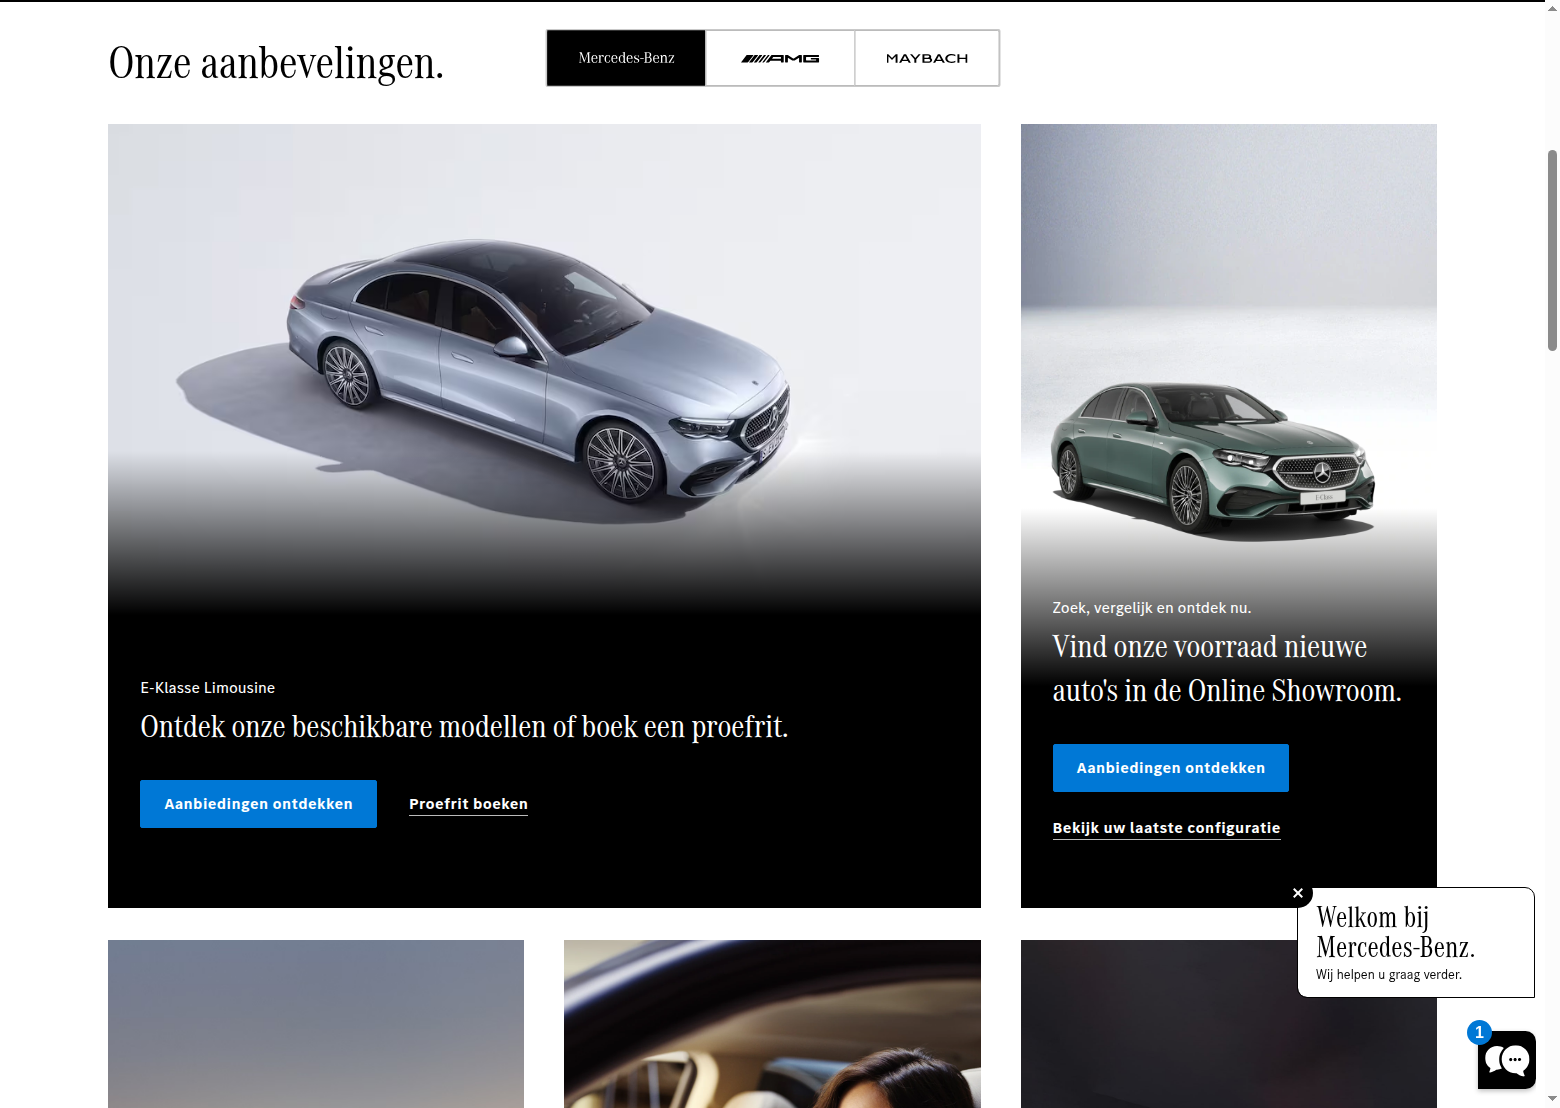 Onze aanbevelingen.
Mercedes-Benz
AMG
MAYBACH
E-Klasse Limousine
Ontdek onze beschikbare modellen of boek een proefrit.
Aanbiedingen ontdekken
Proefrit boeken
E-Class
Zoek, vergelijk en ontdek nu.
Vind onze voorraad nieuwe
auto's in de Online Showroom.
Aanbiedingen ontdekken
Bekijk uw laatste configuratie
Welkom bij
Mercedes-Benz.
Wij helpen u graag verder.
1